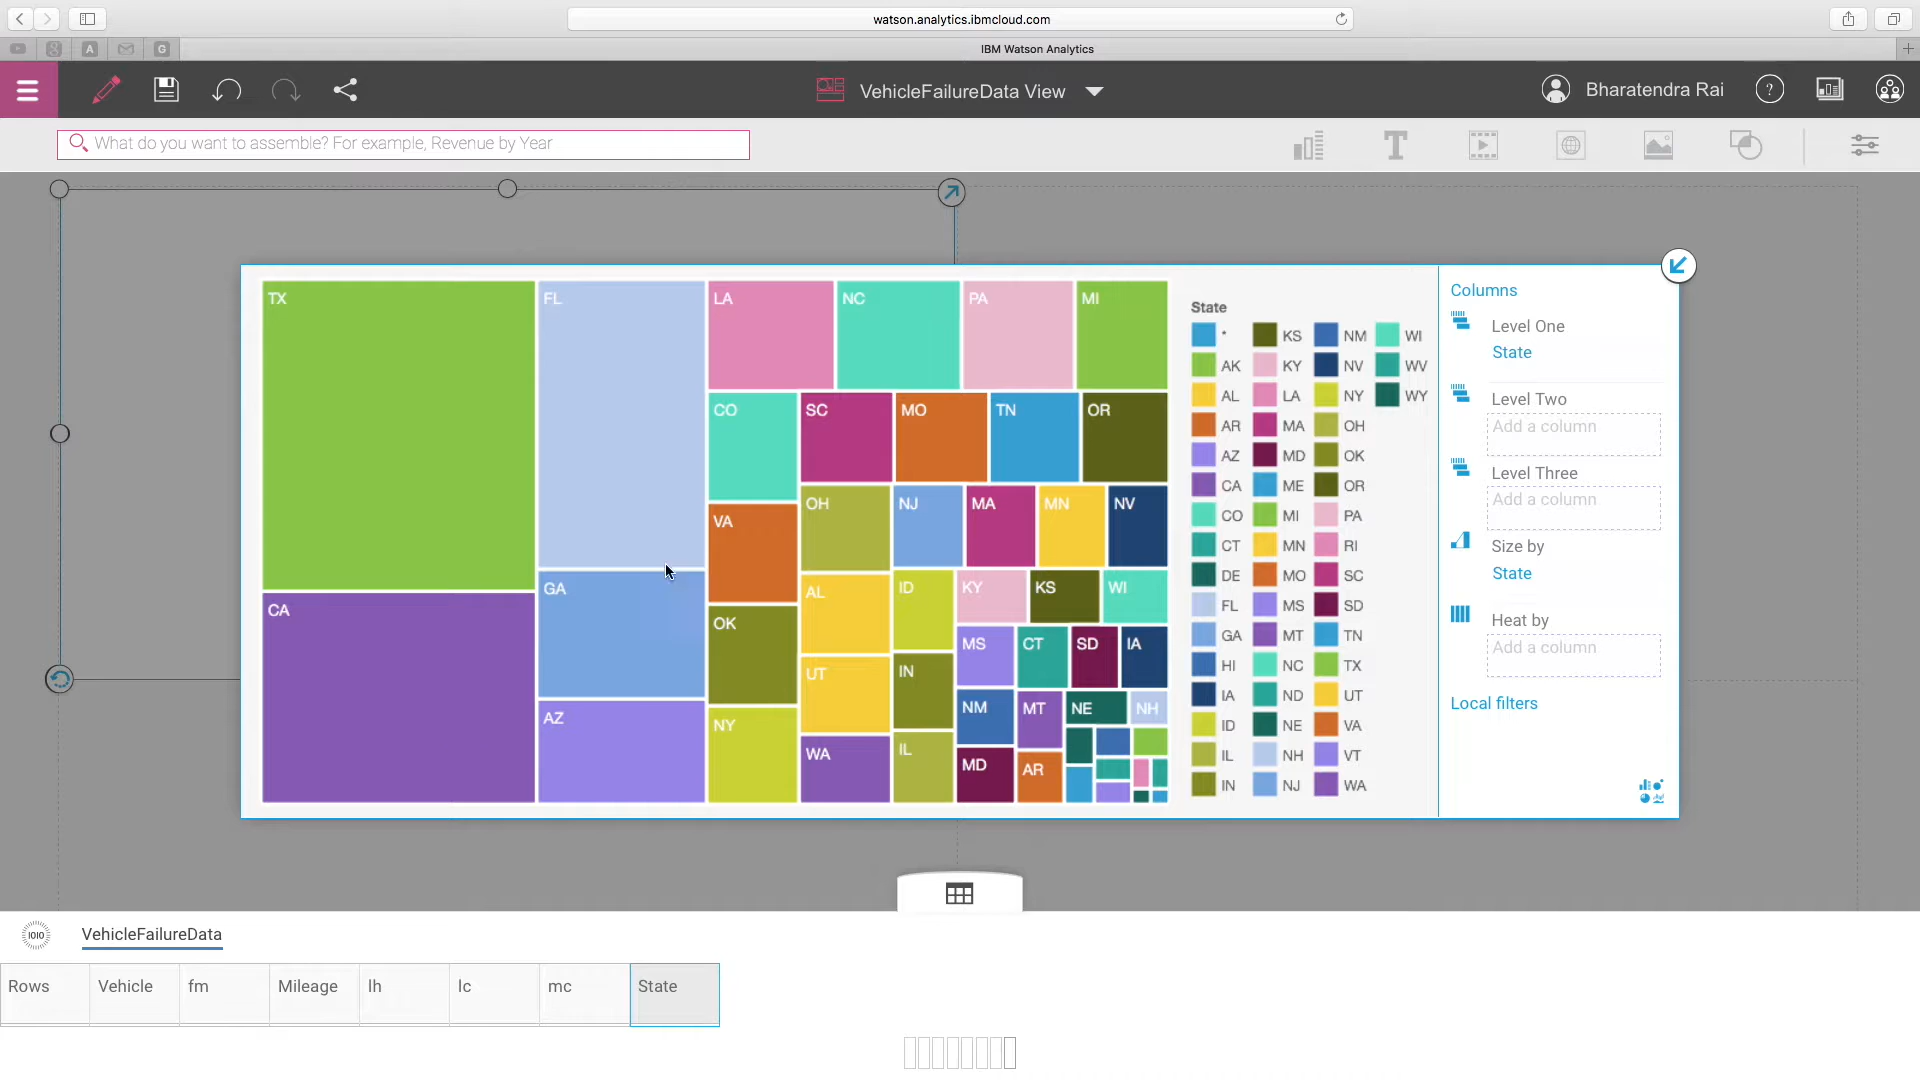 watson.analytics.ibmcloud.com
A
G
IBM Watson Analytics
VehicleFailureData View
Bharatendra Rai
?
What do you want to assemble? For example, Revenue by Year
T
TX
FL
LA
NC
PA
MI
CO
SC
MO
TN
OR
VA
OH
NJ
MA
MN
NV
CA
GA
AL
ID
KY
KS
WI
OK
MS
CT
SD
IA
UT
IN
AZ
NY
NM
MT
NE
NH
WA
IL
MD
AR
State
* KS NM WI
AK KY NV WV
AL LA NY WY
AR MA OH
AZ MD OK
CA ME OR
CO MI PA
CT MN RI
DE MO SC
FL MS SD
GA MT TN
HI NC TX
IA ND UT
ID NE VA
IL NH VT
IN NJ WA
Columns
Level One
State
Level Two
Add a column
Level Three
Add a column
Size by
State
Heat by
Add a column
Local filters
1010
VehicleFailureData
Rows Vehicle fm Mileage lh lc mc State